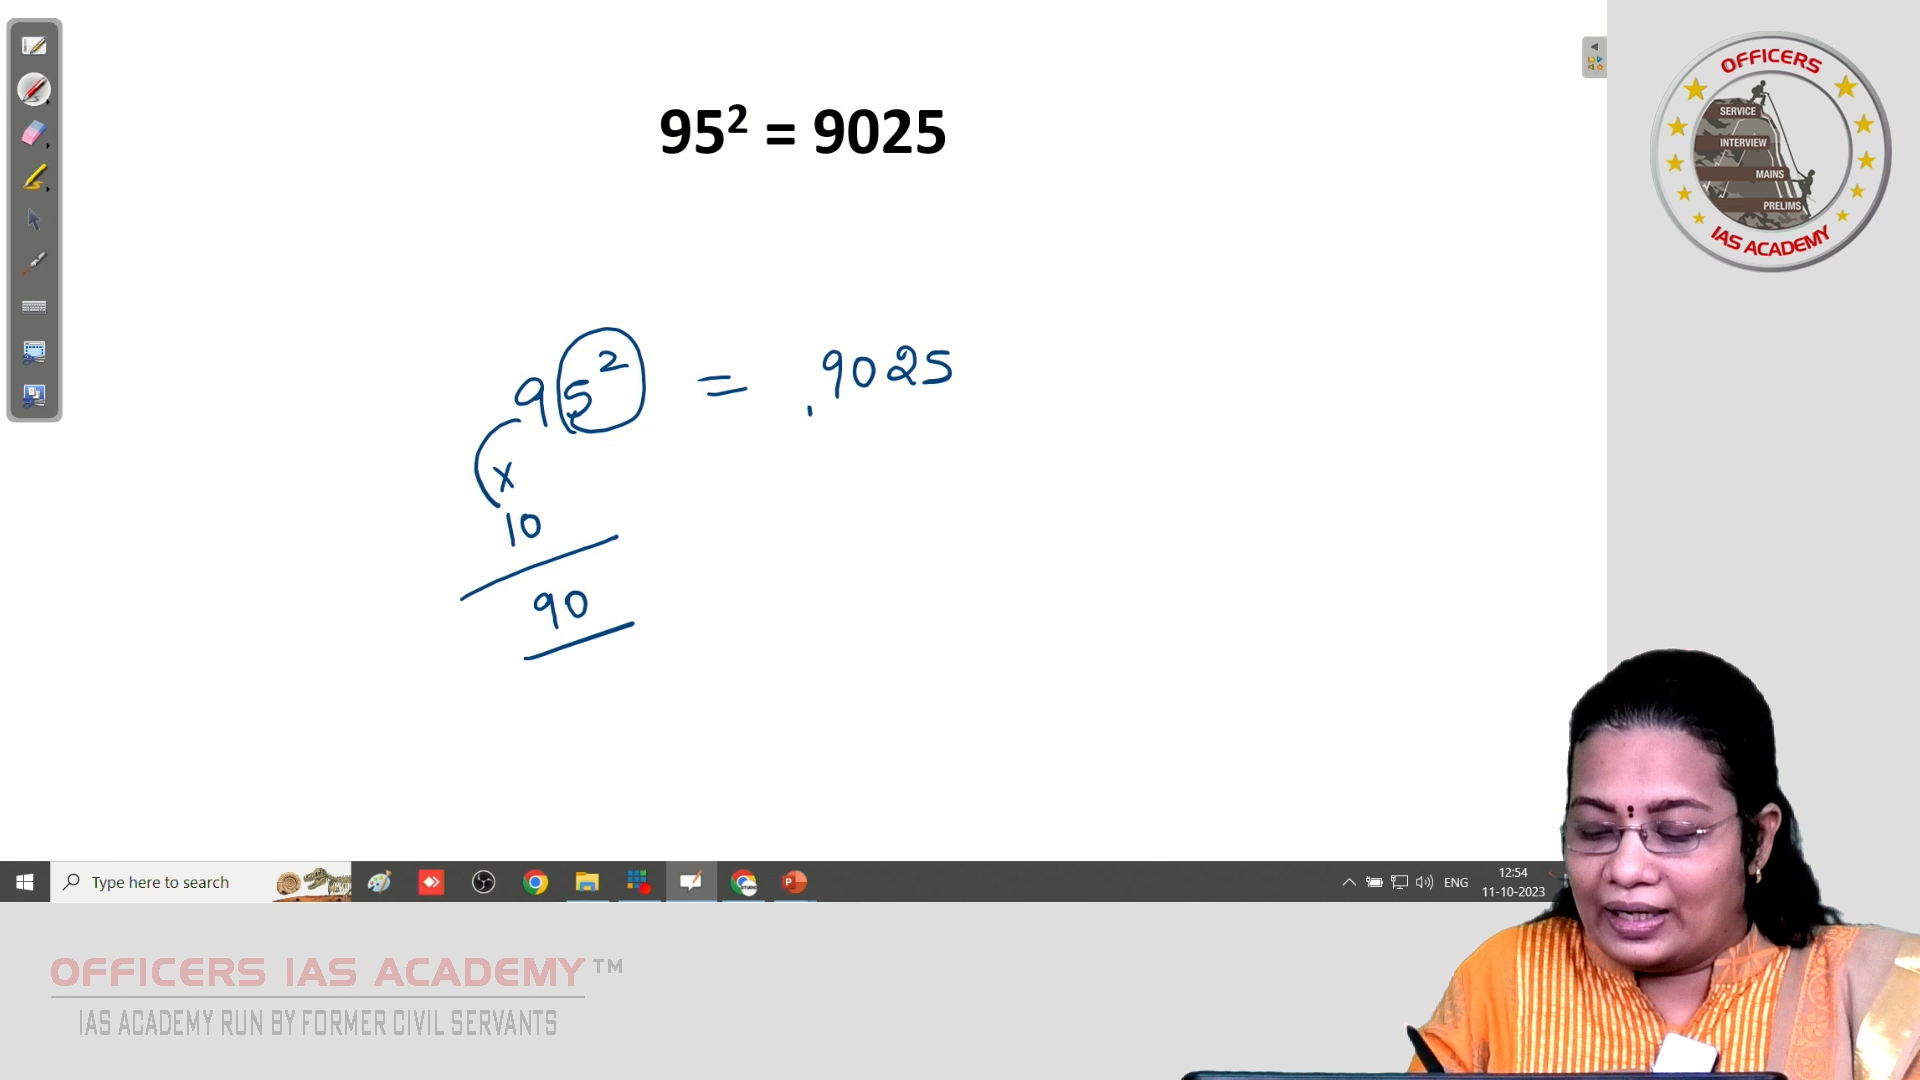 95² = 9025
95² = 9025
x
10
90
OFFICERS
SERVICE
INTERVIEW
MAINS
PRELIMS
IAS ACADEMY
Type here to search
ENG
12:54
11-10-2023
OFFICERS IAS ACADEMY™
IAS ACADEMY RUN BY FORMER CIVIL SERVANTS